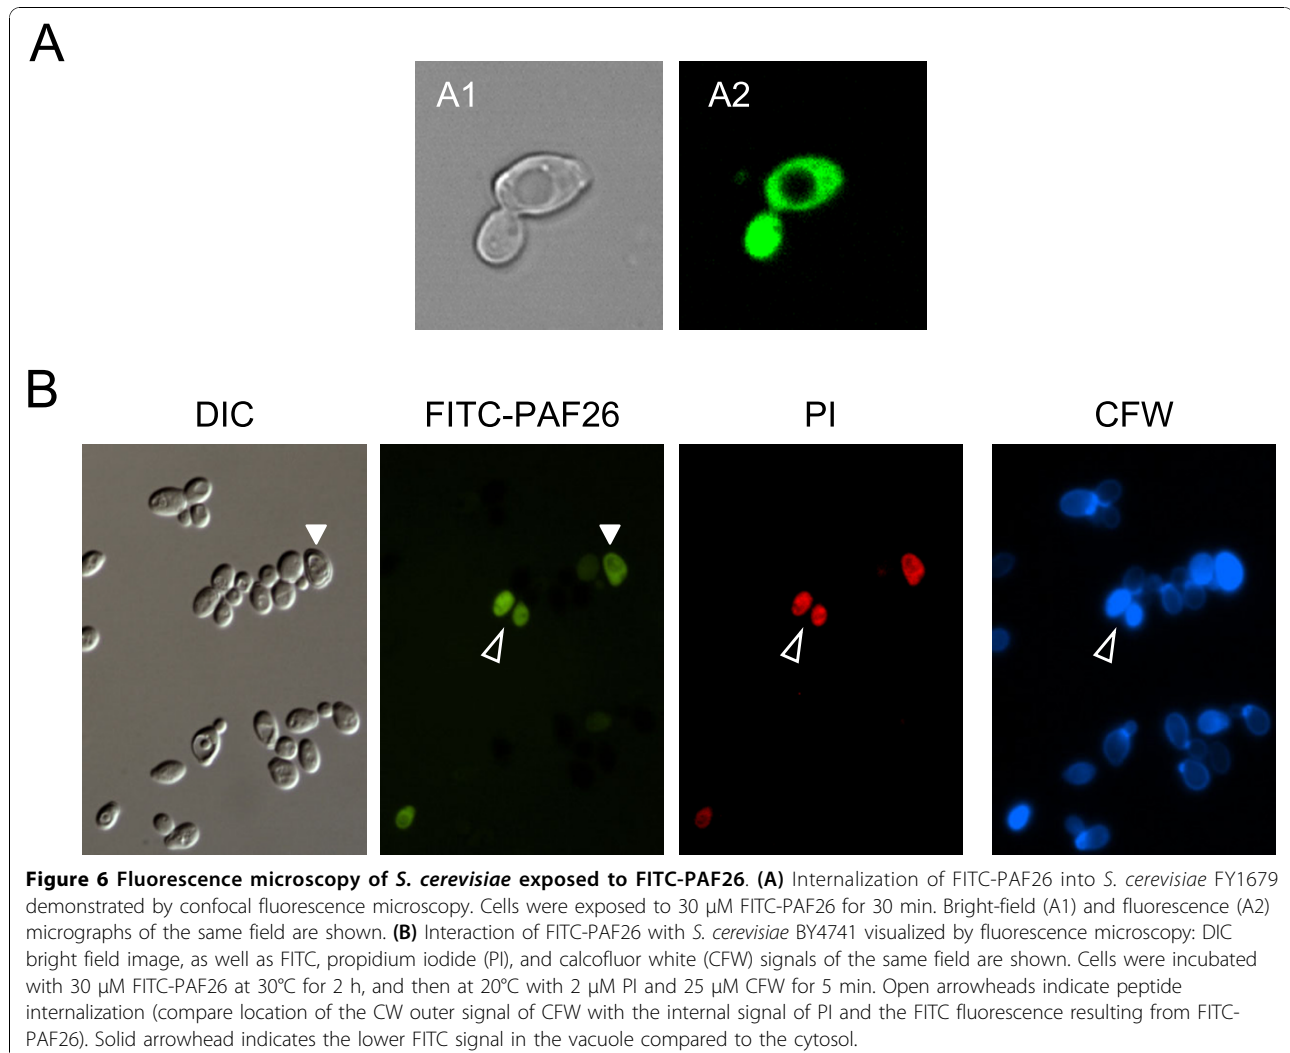 A
A1
A2
B
DIC
FITC-PAF26
PI
CFW
Figure 6 Fluorescence microscopy of S. cerevisiae exposed to FITC-PAF26. (A) Internalization of FITC-PAF26 into S. cerevisiae FY1679
demonstrated by confocal fluorescence microscopy. Cells were exposed to 30 μM FITC-PAF26 for 30 min. Bright-field (A1) and fluorescence (A2)
micrographs of the same field are shown. (B) Interaction of FITC-PAF26 with S. cerevisiae BY4741 visualized by fluorescence microscopy: DIC
bright field image, as well as FITC, propidium iodide (PI), and calcofluor white (CFW) signals of the same field are shown. Cells were incubated
with 30 μM FITC-PAF26 at 30°C for 2 h, and then at 20°C with 2 μM PI and 25 μM CFW for 5 min. Open arrowheads indicate peptide
internalization (compare location of the CW outer signal of CFW with the internal signal of PI and the FITC fluorescence resulting from FITC-
PAF26). Solid arrowhead indicates the lower FITC signal in the vacuole compared to the cytosol.